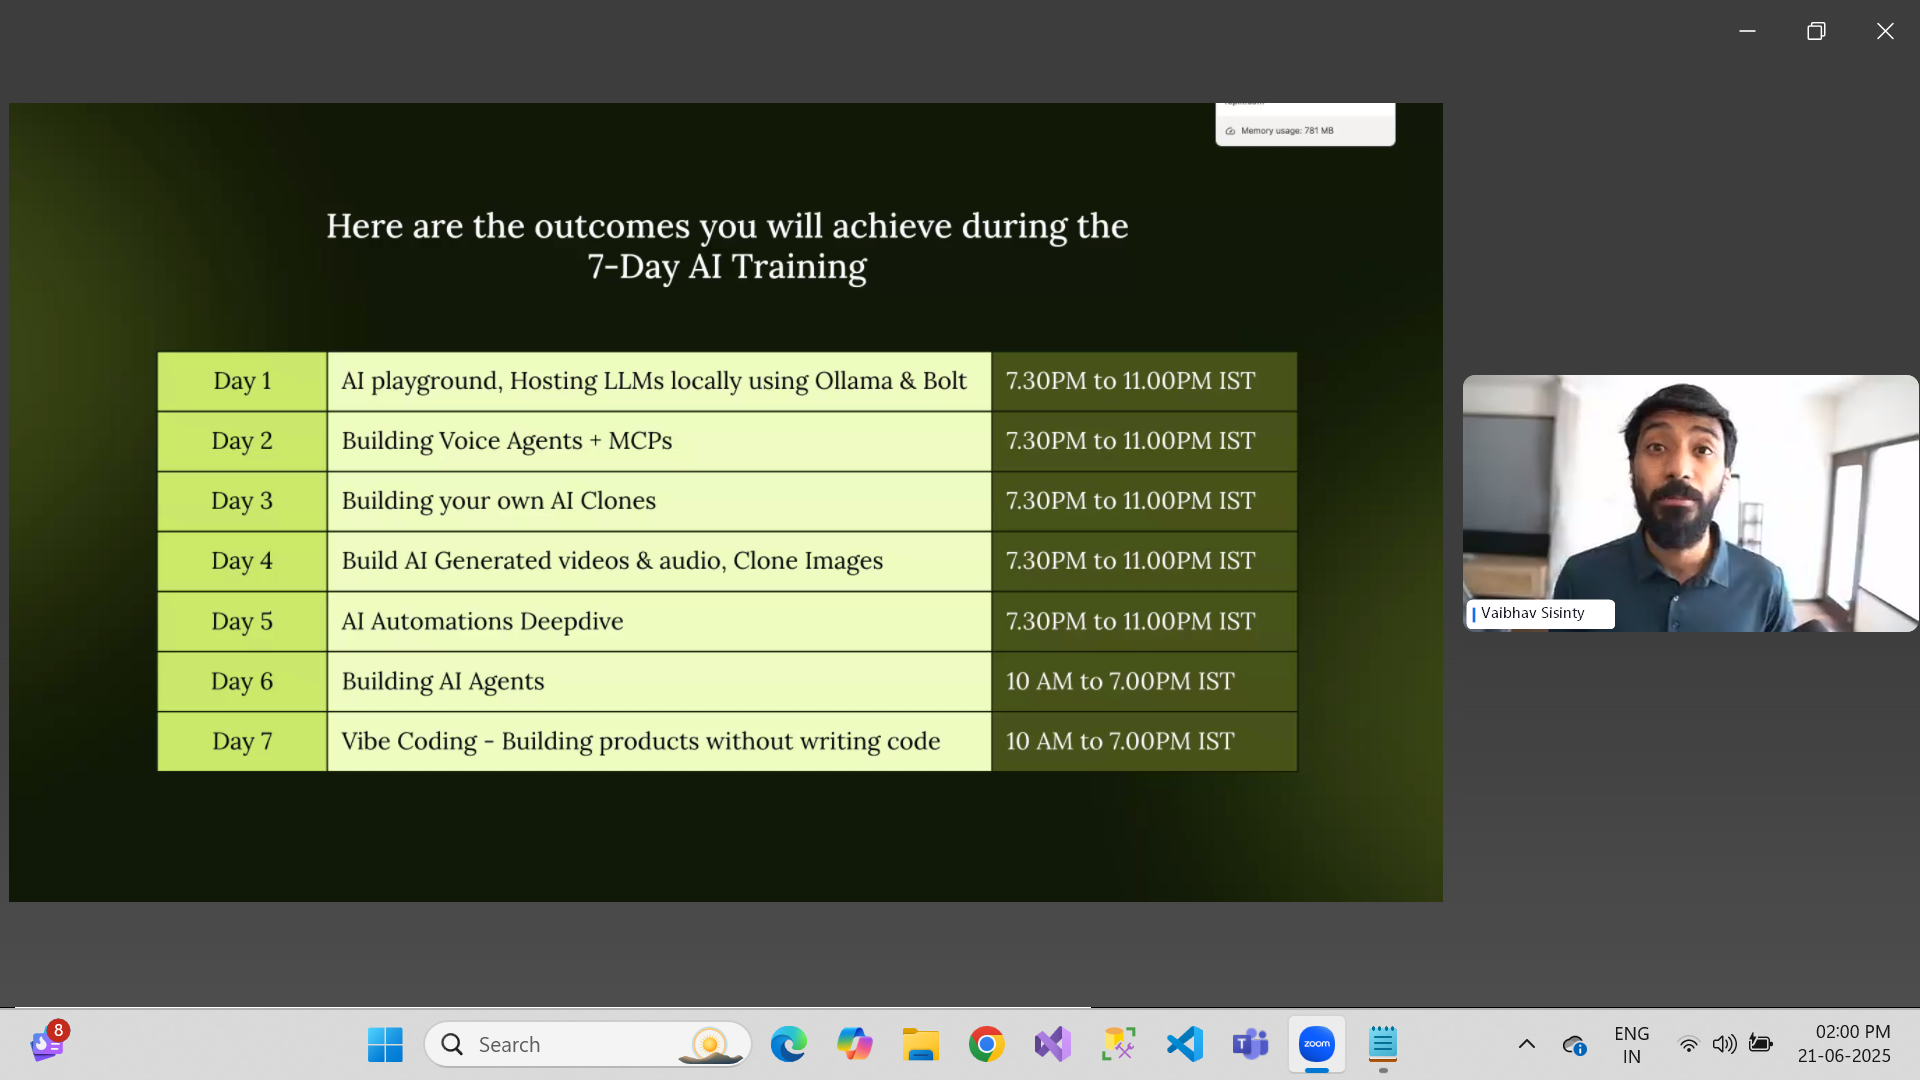 Memory usage: 781 MB
Here are the outcomes you will achieve during the
7-Day AI Training
Day 1 AI playground, Hosting LLMs locally using Ollama & Bolt 7.30PM to 11.00PM IST
Day 2 Building Voice Agents + MCPs 7.30PM to 11.00PM IST
Day 3 Building your own AI Clones 7.30PM to 11.00PM IST
Day 4 Build AI Generated videos & audio, Clone Images 7.30PM to 11.00PM IST
Day 5 AI Automations Deepdive 7.30PM to 11.00PM IST
Day 6 Building AI Agents 10 AM to 7.00PM IST
Day 7 Vibe Coding - Building products without writing code 10 AM to 7.00PM IST
Vaibhav Sisinty
8
Search
zoom
ENG
IN
02:00 PM
21-06-2025